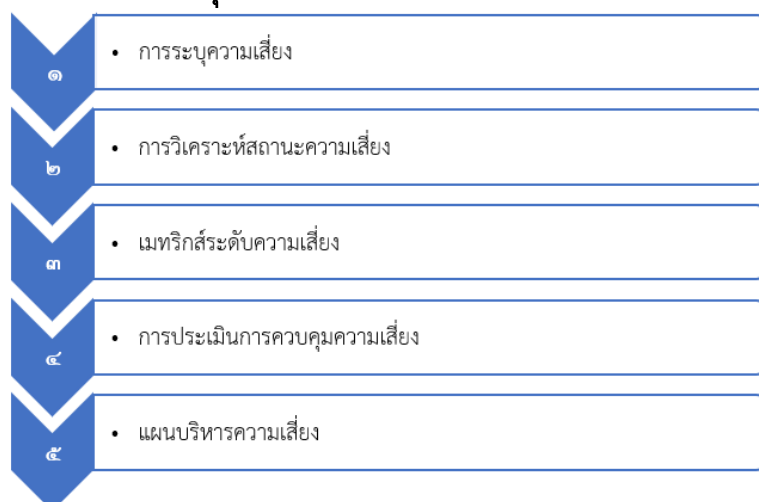 ๑
• การระบุความเสี่ยง
๒
• การวิเคราะห์สถานะความเสี่ยง
๓
• เมทริกส์ระดับความเสี่ยง
๔
• การประเมินการควบคุมความเสี่ยง
๕
• แผนบริหารความเสี่ยง